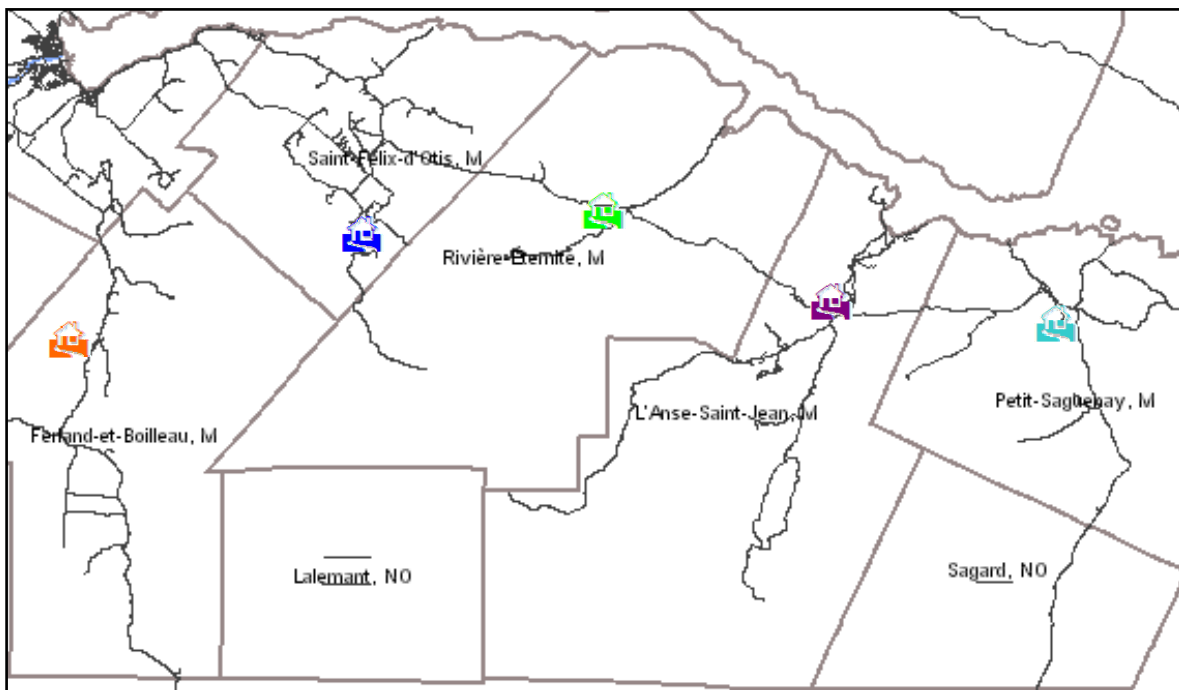 Saint-Félix-d'Otis, M
Rivière-Éternité, M
L'Anse-Saint-Jean, M
Petit-Saguenay, M
Ferland-et-Boilleau, M
Lalemant, NO
Sagard, NO